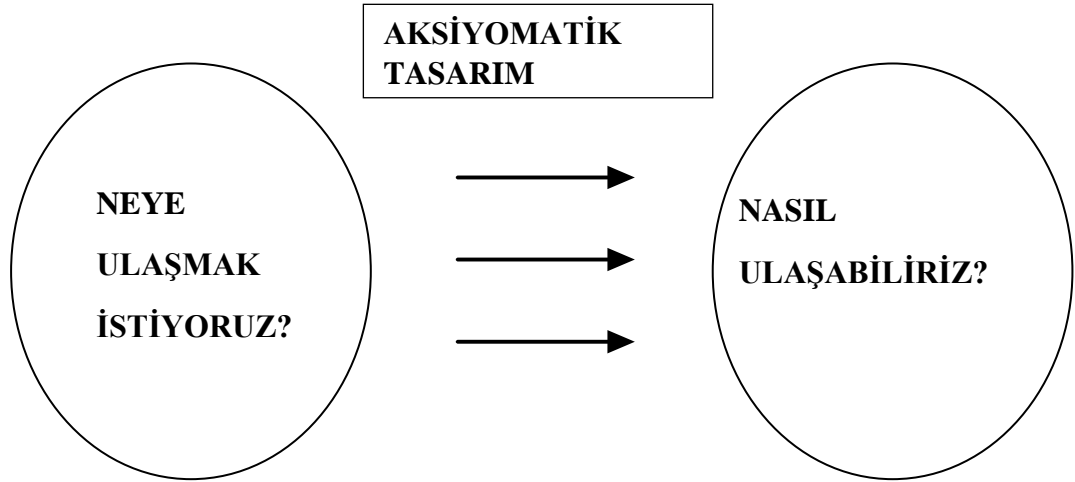 AKSİYOMATİK
TASARIM
NEYE
ULAŞMAK
İSTİYORUZ?
NASIL
ULAŞABİLİRİZ?